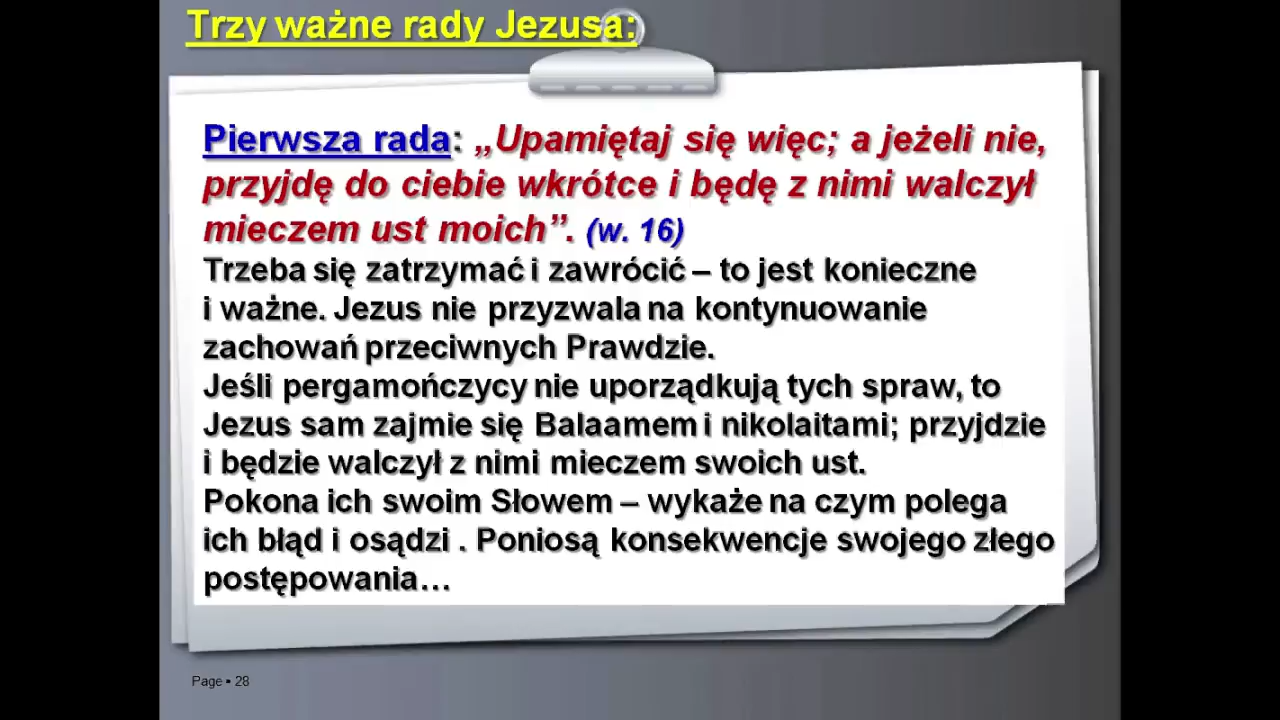 Trzy ważne rady Jezusa:
Pierwsza rada: „Upamiętaj się więc; a jeżeli nie,
przyjdę do ciebie wkrótce i będę z nimi walczył
mieczem ust moich”. (w. 16)
Trzeba się zatrzymać i zawrócić – to jest konieczne
i ważne. Jezus nie przyzwala na kontynuowanie
zachowań przeciwnych Prawdzie.
Jeśli pergamończycy nie uporządkują tych spraw, to
Jezus sam zajmie się Balaamem i nikolaitami; przyjdzie
i będzie walczył z nimi mieczem swoich ust.
Pokona ich swoim Słowem – wykaże na czym polega
ich błąd i osądzi . Poniosą konsekwencje swojego złego
postępowania…
Page ▪ 28